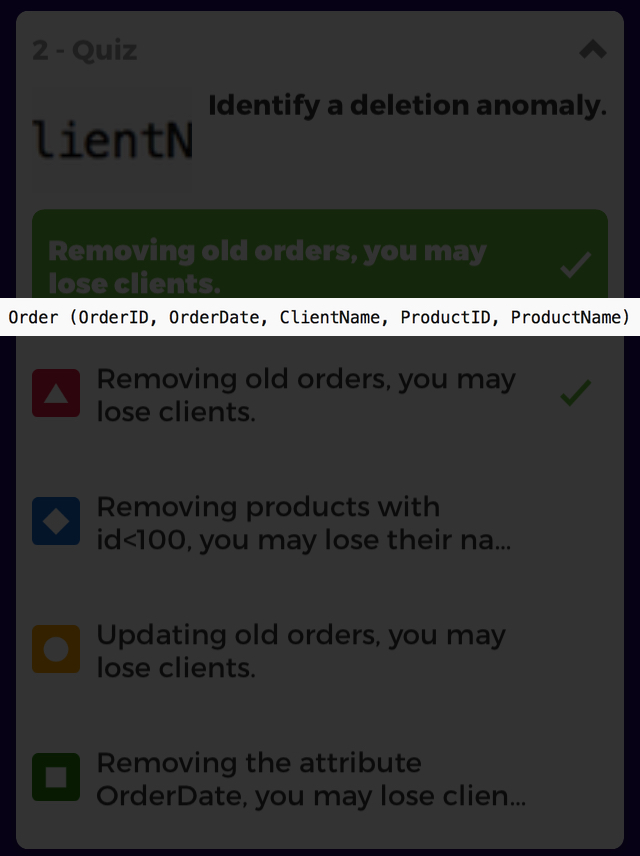 2 - Quiz
Identify a deletion anomaly.
lientN
Removing old orders, you may
lose clients.
Order (OrderID, OrderDate, ClientName, ProductID, ProductName)
Removing old orders, you may
lose clients.
Removing products with
id<100, you may lose their na...
Updating old orders, you may
lose clients.
Removing the attribute
OrderDate, you may lose clien...